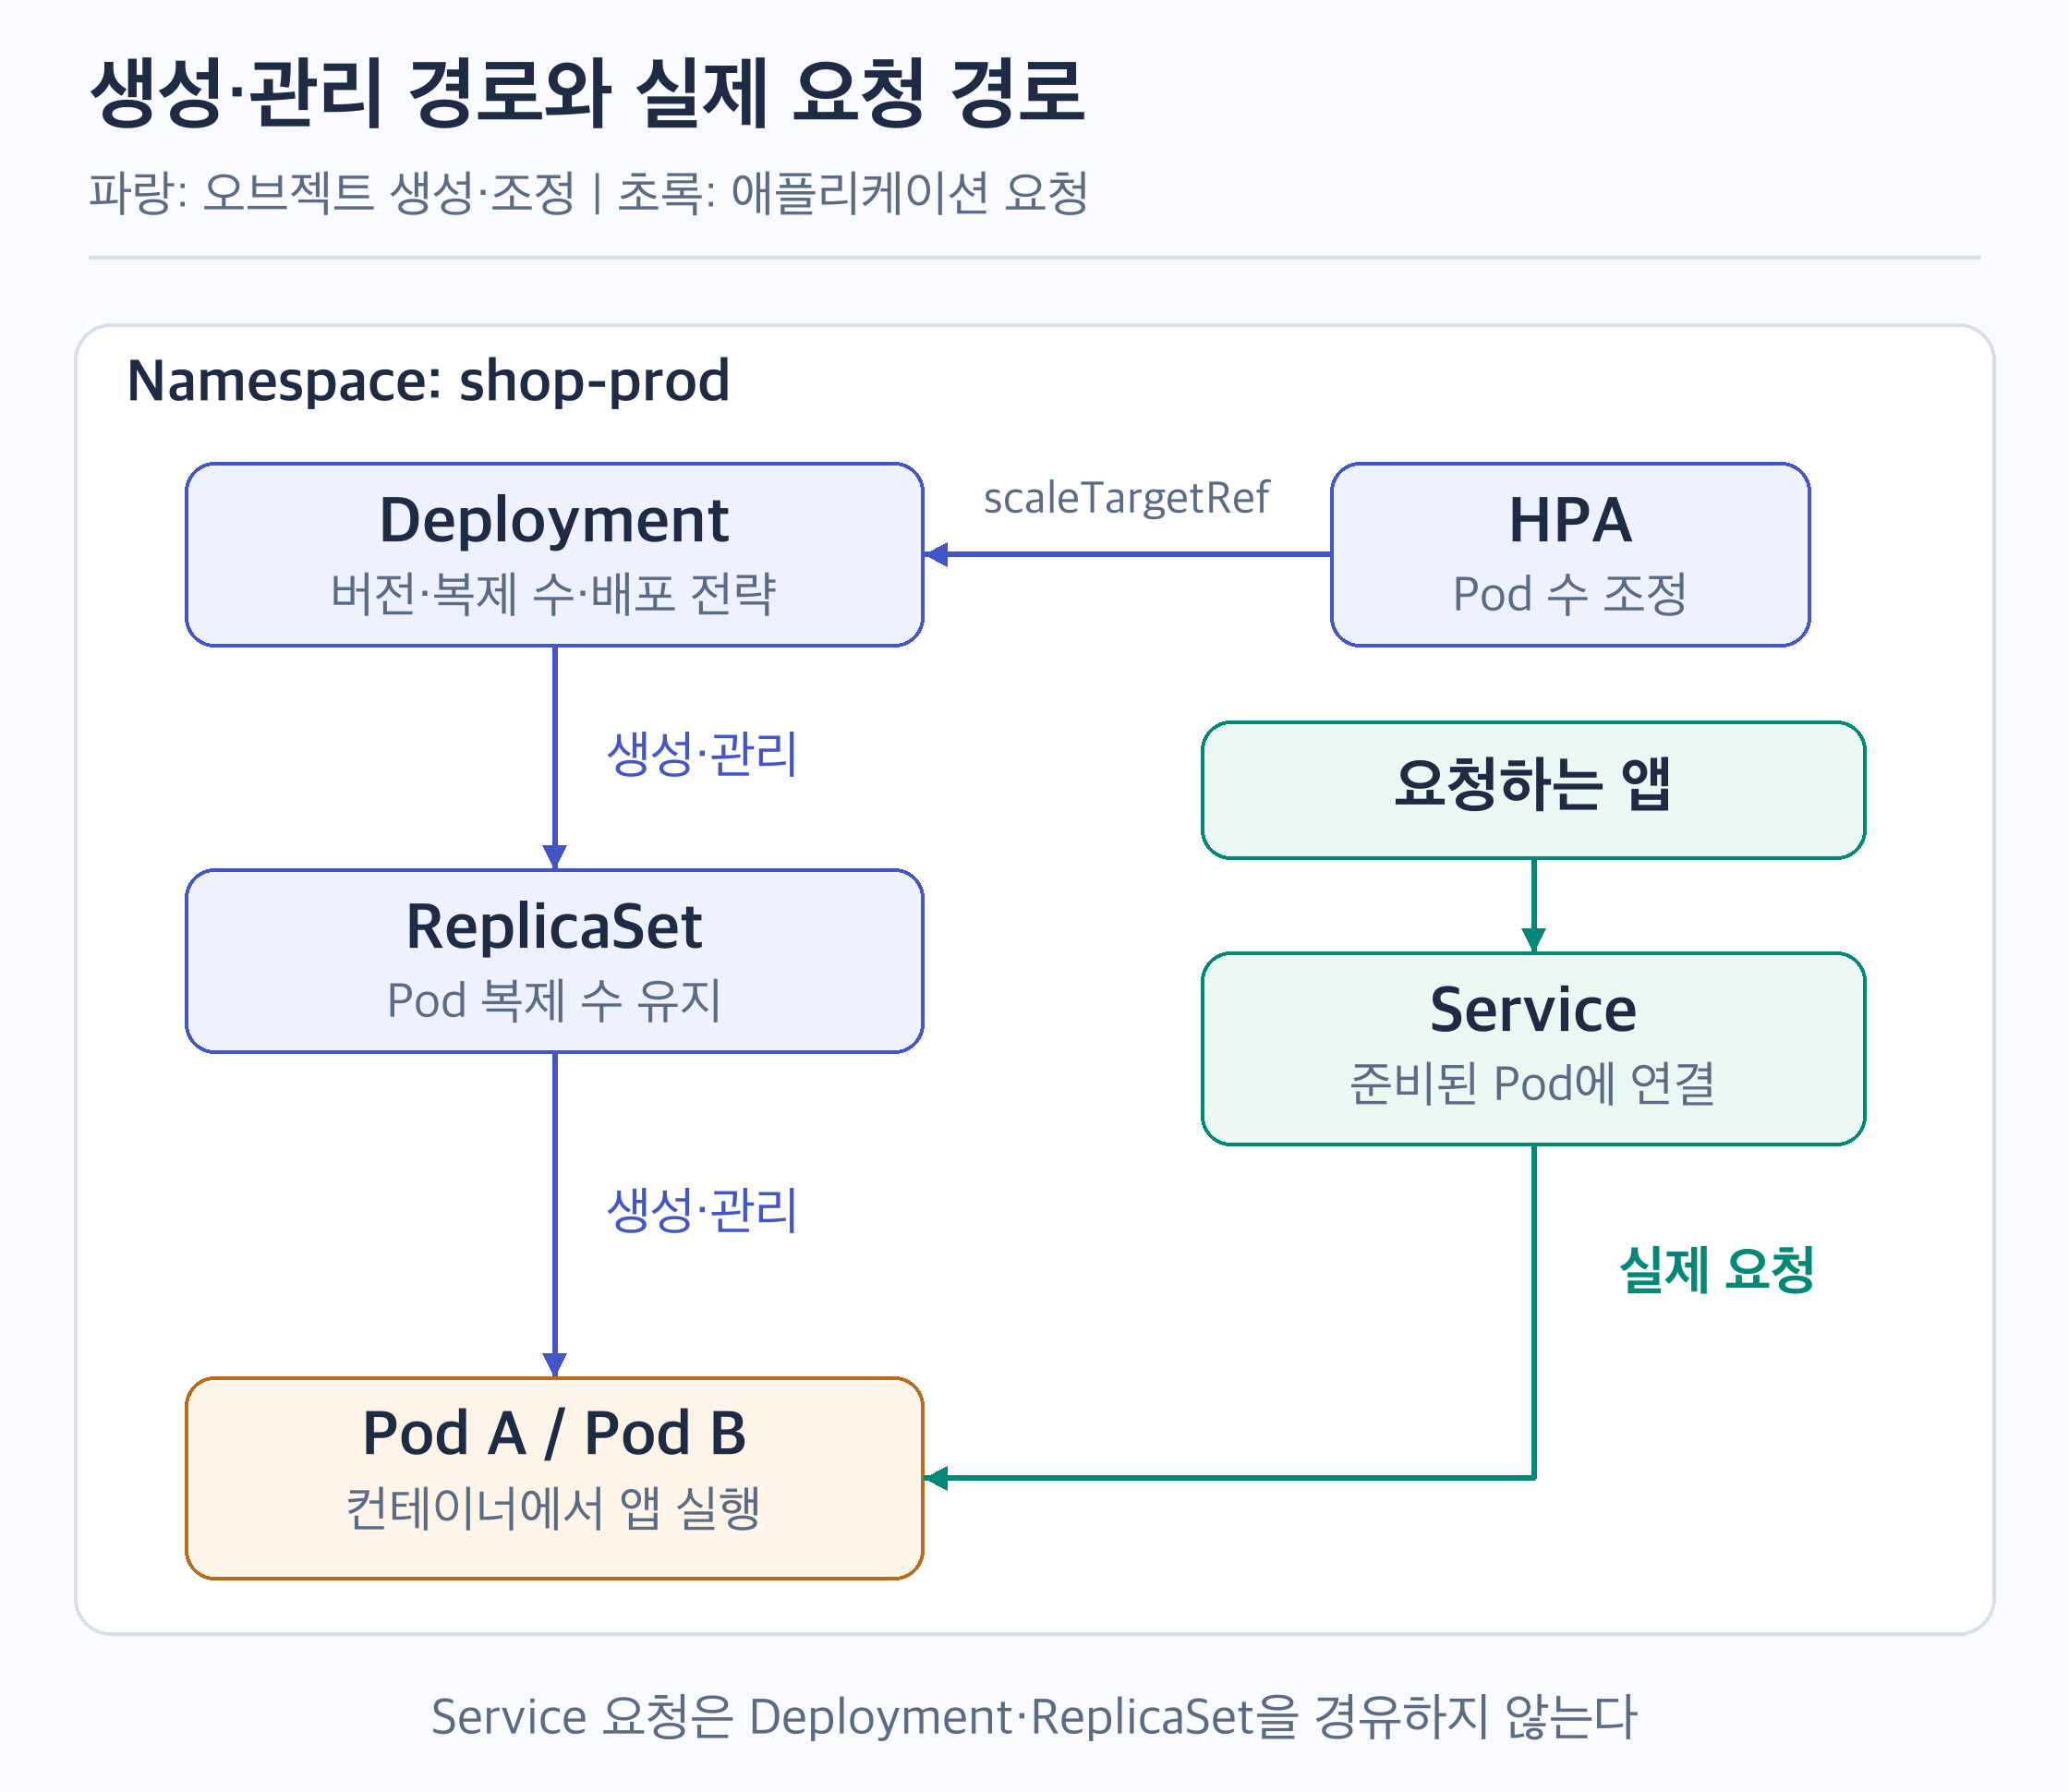 생성·관리 경로와 실제 요청 경로
파랑: 오브젝트 생성·조정 | 초록: 애플리케이션 요청
Namespace: shop-prod
Deployment
버전·복제 수·배포 전략
scaleTargetRef
HPA
Pod 수 조정
생성·관리
요청하는 앱
ReplicaSet
Pod 복제 수 유지
Service
준비된 Pod에 연결
생성·관리
실제 요청
Pod A / Pod B
컨테이너에서 앱 실행
Service 요청은 Deployment·ReplicaSet을 경유하지 않는다